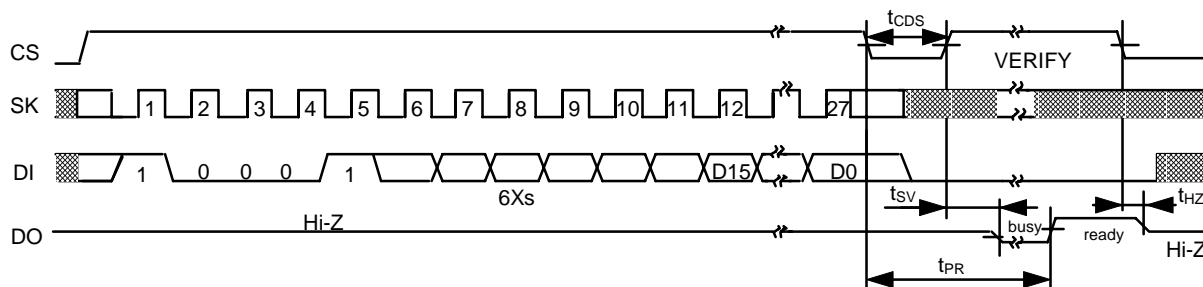 tCDS
CS
VERIFY
SK 1 2 3 4 5 6 7 8 9 10 11 12 27
DI 1 0 0 0 1 D15 D0
6Xs
tSV
tHZ
Hi-Z
DO
busy
ready
Hi-Z
tPR